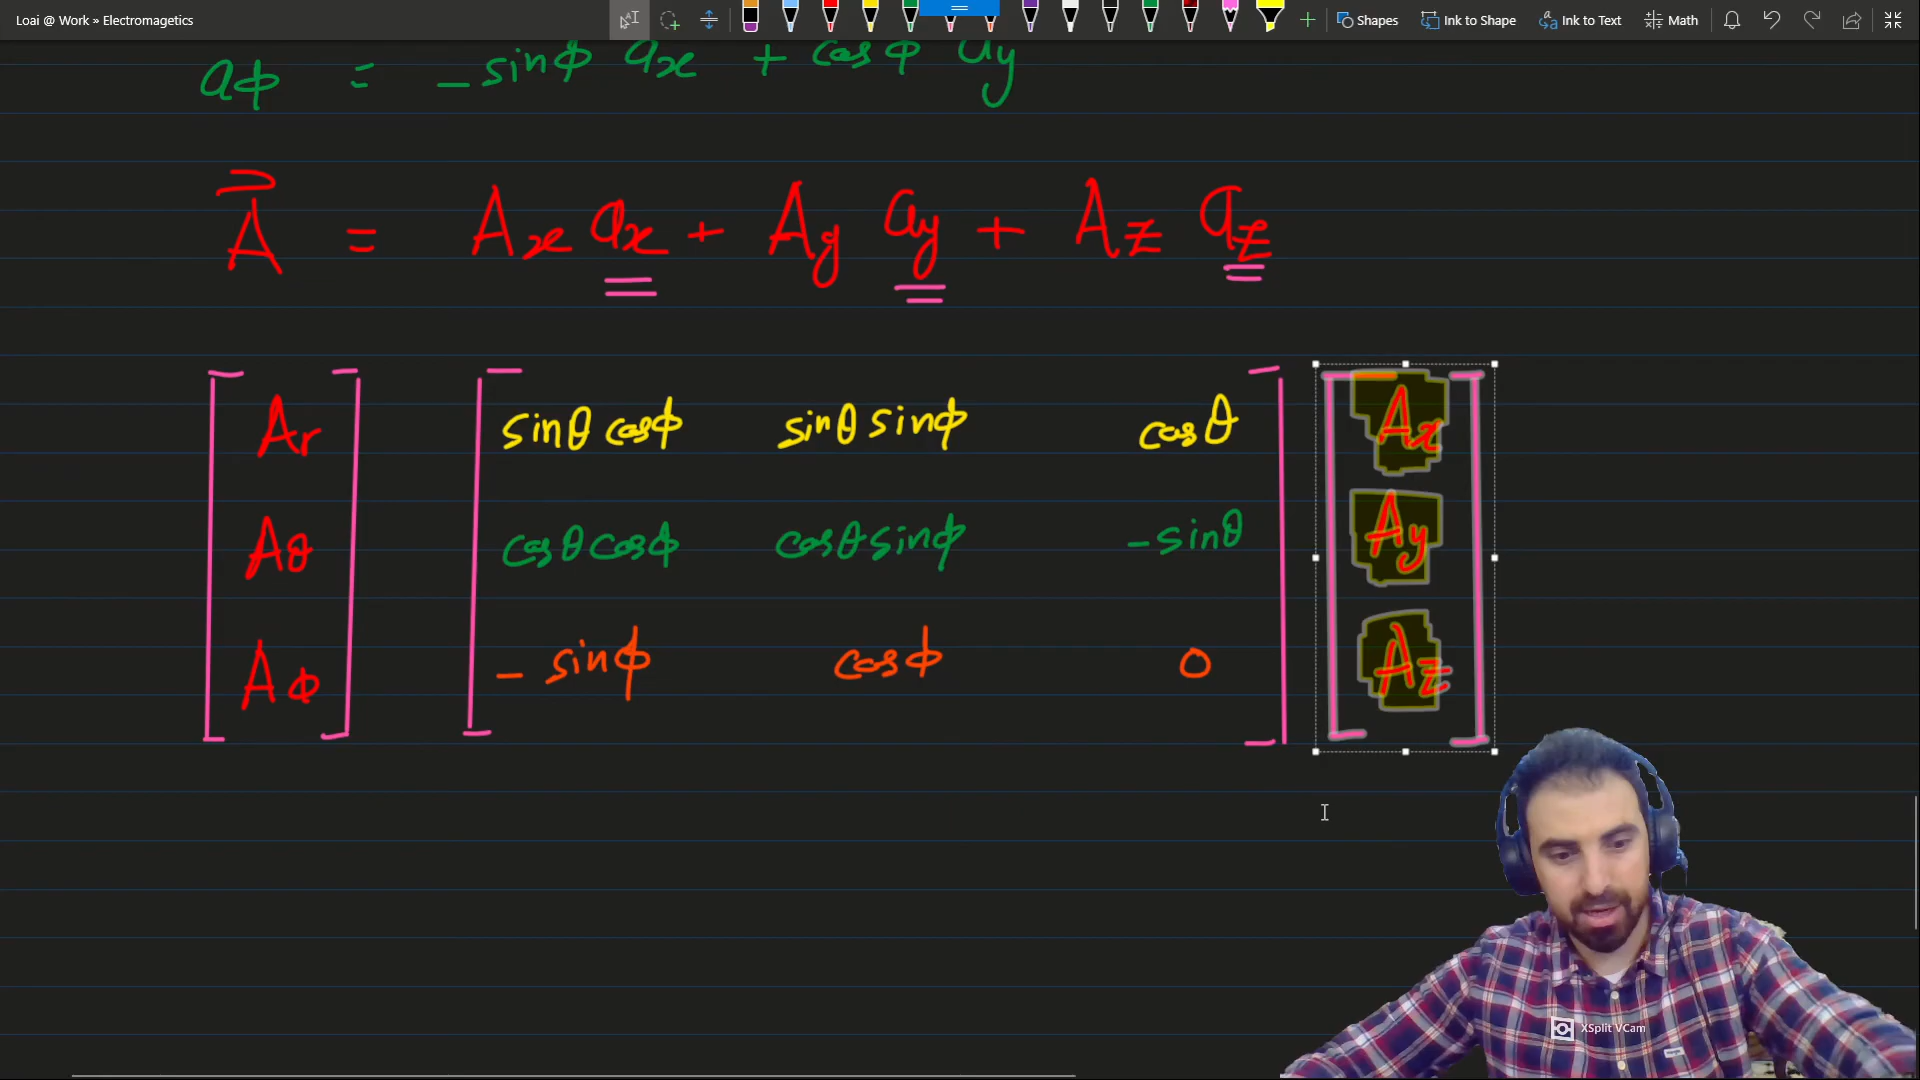 Loai @ Work » Electromagetics
Shapes Ink to Shape Ink to Text Math
aφ = -sinφ ax + cosφ ay
A = Ax ax + Ay ay + Az az
Ar sinθ cosφ sinθ sinφ cosθ Ax
Aθ cosθ cosφ cosθ sinφ -sinθ Ay
Aφ - sinφ cosφ 0 Az
XSplit VCam